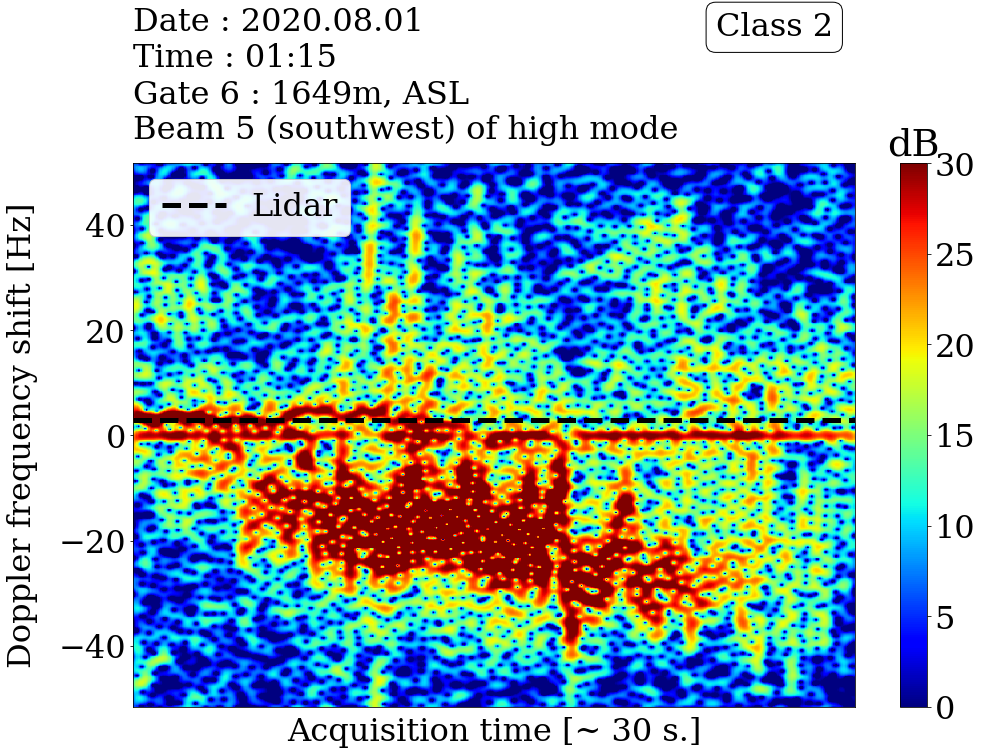 Date : 2020.08.01
Time : 01:15
Gate 6 : 1649m, ASL
Beam 5 (southwest) of high mode
Class 2
dB
Lidar
Doppler frequency shift [Hz]
40
20
0
−20
−40
30
25
20
15
10
5
0
Acquisition time [~ 30 s.]